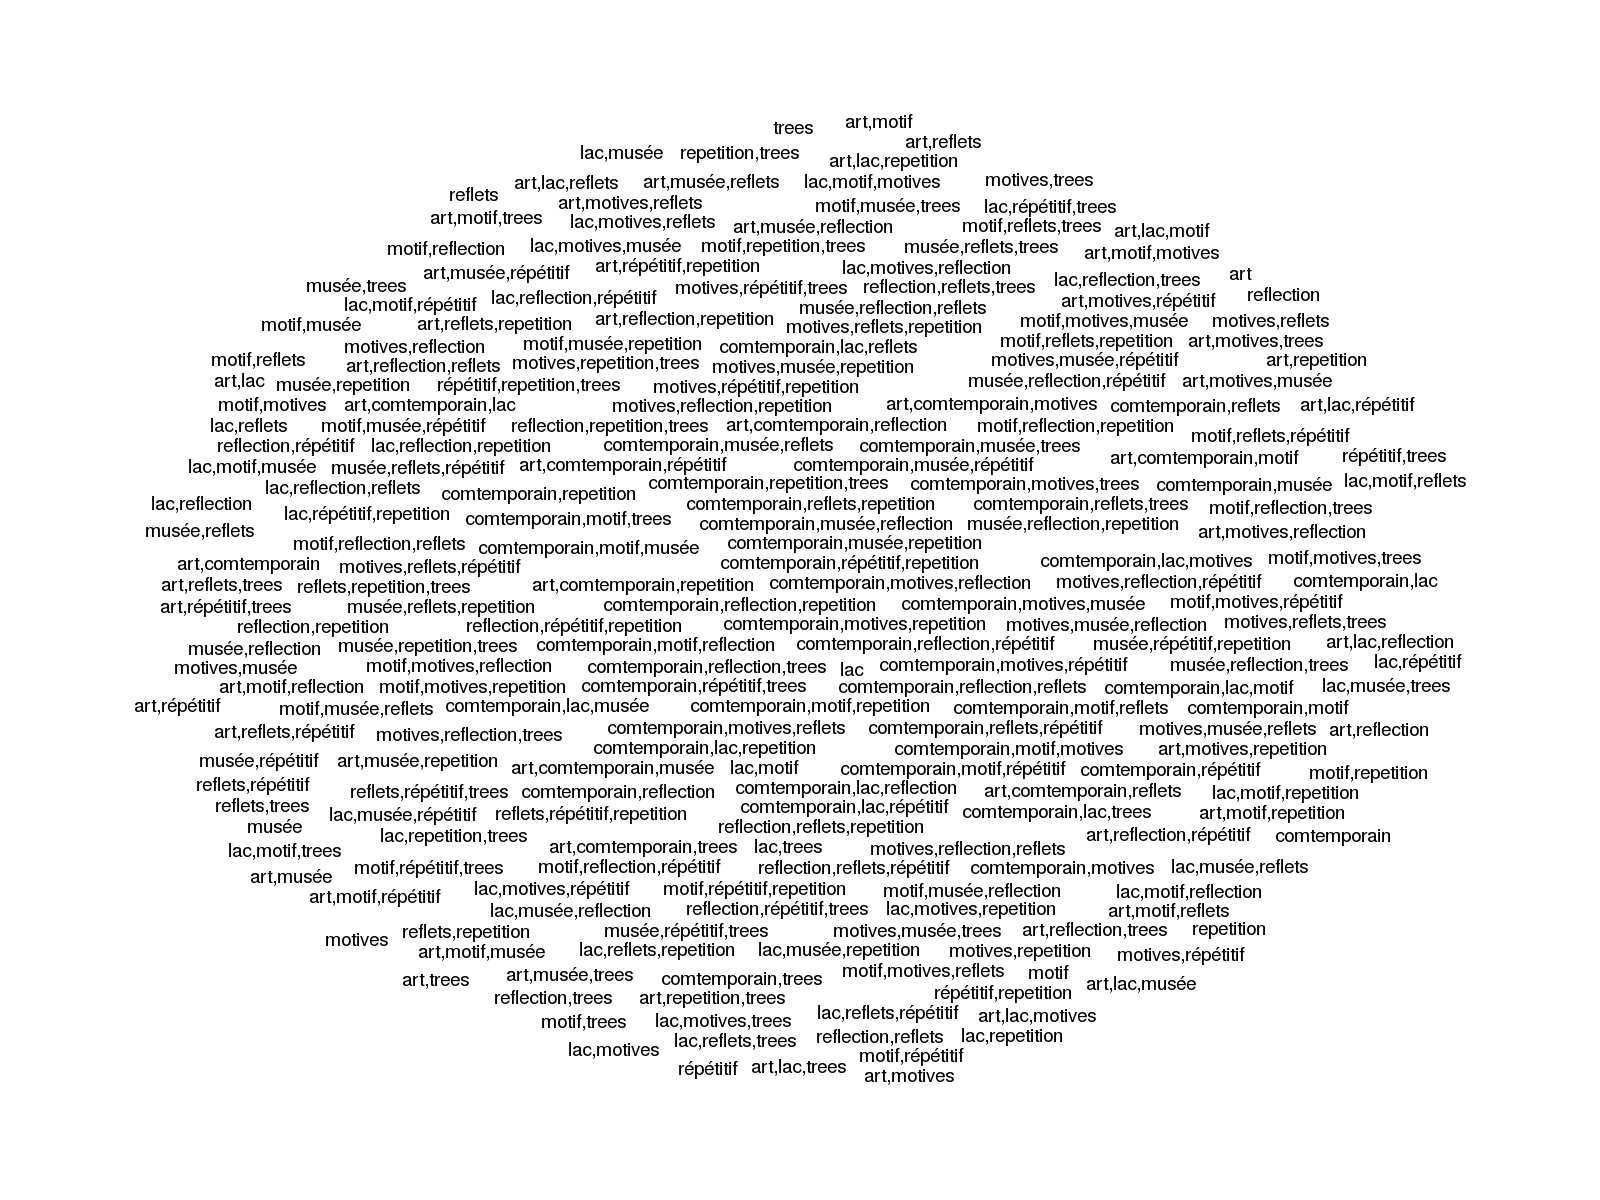 trees art,motif
art,reflets
lac,musée repetition,trees art,lac,repetition
art,lac,reflets art,musée,reflets lac,motif,motives motives,trees
reflets art,motives,reflets motif,musée,trees lac,répétitif,trees
art,motif,trees lac,motives,reflets art,musée,reflection motif,reflets,trees art,lac,motif
motif,reflection lac,motives,musée motif,repetition,trees musée,reflets,trees art,motif,motives
art,musée,répétitif art,répétitif,repetition lac,motives,reflection art
musée,trees motives,répétitif,trees reflection,reflets,trees lac,reflection,trees
lac,motif,répétitif lac,reflection,répétitif musée,reflection,reflets art,motives,répétitif reflection
motif,musée art,reflets,repetition art,reflection,repetition motives,reflets,repetition motif,motives,musée motives,reflets
motives,reflection motif,musée,repetition comtemporain,lac,reflets motif,reflets,repetition art,motives,trees
motif,reflets art,reflection,reflets motives,repetition,trees motives,musée,repetition motives,musée,répétitif art,repetition
art,lac musée,repetition répétitif,repetition,trees motives,répétitif,repetition musée,reflection,répétitif art,motives,musée
motif,motives art,comtemporain,lac motives,reflection,repetition art,comtemporain,motives comtemporain,reflets art,lac,répétitif
lac,reflets motif,musée,répétitif reflection,repetition,trees art,comtemporain,reflection motif,reflection,repetition
reflection,répétitif lac,reflection,repetition comtemporain,musée,reflets comtemporain,musée,trees motif,reflets,répétitif
lac,motif,musée musée,reflets,répétitif art,comtemporain,répétitif comtemporain,musée,répétitif art,comtemporain,motif répétitif,trees
lac,reflection,reflets comtemporain,repetition comtemporain,repetition,trees comtemporain,motives,trees comtemporain,musée lac,motif,reflets
lac,reflection lac,répétitif,repetition comtemporain,reflets,repetition comtemporain,reflets,trees motif,reflection,trees
musée,reflets comtemporain,motif,trees comtemporain,musée,reflection musée,reflection,repetition art,motives,reflection
motif,reflection,reflets comtemporain,motif,musée comtemporain,musée,repetition
art,comtemporain motives,reflets,répétitif comtemporain,répétitif,repetition comtemporain,lac,motives motif,motives,trees
art,reflets,trees reflets,repetition,trees art,comtemporain,repetition comtemporain,motives,reflection motives,reflection,répétitif comtemporain,lac
art,répétitif,trees musée,reflets,repetition comtemporain,reflection,repetition comtemporain,motives,musée motif,motives,répétitif
reflection,repetition reflection,répétitif,repetition comtemporain,motives,repetition motives,musée,reflection motives,reflets,trees
musée,reflection musée,repetition,trees comtemporain,motif,reflection comtemporain,reflection,répétitif musée,répétitif,repetition art,lac,reflection
motives,musée motif,motives,reflection comtemporain,reflection,trees lac comtemporain,motives,répétitif musée,reflection,trees lac,répétitif
art,motif,reflection motif,motives,repetition comtemporain,répétitif,trees comtemporain,reflection,reflets comtemporain,lac,motif lac,musée,trees
art,répétitif motif,musée,reflets comtemporain,lac,musée comtemporain,motif,repetition comtemporain,motif,reflets comtemporain,motif
art,reflets,répétitif motives,reflection,trees comtemporain,motives,reflets comtemporain,reflets,répétitif motives,musée,reflets art,reflection
comtemporain,lac,repetition comtemporain,motif,motives art,motives,repetition
musée,répétitif art,musée,repetition art,comtemporain,musée lac,motif comtemporain,motif,répétitif comtemporain,répétitif motif,repetition
reflets,répétitif reflets,répétitif,trees comtemporain,reflection comtemporain,lac,reflection art,comtemporain,reflets lac,motif,repetition
reflets,trees lac,musée,répétitif reflets,répétitif,repetition comtemporain,lac,répétitif comtemporain,lac,trees art,motif,repetition
musée lac,repetition,trees reflection,reflets,repetition art,reflection,répétitif comtemporain
lac,motif,trees art,comtemporain,trees lac,trees motives,reflection,reflets
art,musée motif,répétitif,trees motif,reflection,répétitif reflection,reflets,répétitif comtemporain,motives lac,musée,reflets
art,motif,répétitif lac,motives,répétitif motif,répétitif,repetition motif,musée,reflection lac,motif,reflection
lac,musée,reflection reflection,répétitif,trees lac,motives,repetition art,motif,reflets
motives reflets,repetition musée,répétitif,trees motives,musée,trees art,reflection,trees repetition
art,motif,musée lac,reflets,repetition lac,musée,repetition motives,repetition motives,répétitif
art,trees art,musée,trees comtemporain,trees motif,motives,reflets motif art,lac,musée
reflection,trees art,repetition,trees répétitif,repetition
motif,trees lac,motives,trees lac,reflets,répétitif art,lac,motives
lac,motives lac,reflets,trees reflection,reflets lac,repetition
répétitif art,lac,trees motif,répétitif
art,motives